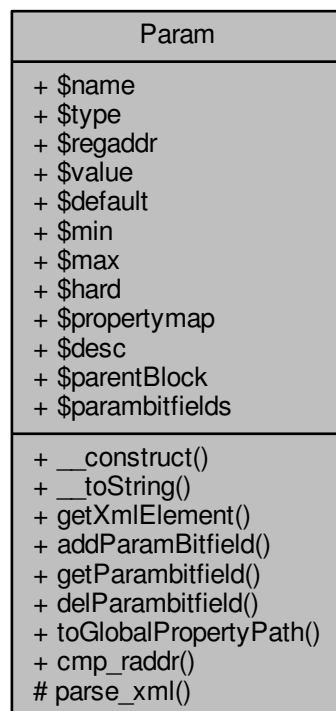 Param
+ $name
+ $type
+ $regaddr
+ $value
+ $default
+ $min
+ $max
+ $hard
+ $propertymap
+ $desc
+ $parentBlock
+ $parambitfields
+ __construct()
+ __toString()
+ getXmlElement()
+ addParamBitfield()
+ getParambitfield()
+ delParambitfield()
+ toGlobalPropertyPath()
+ cmp_raddr()
# parse_xml()